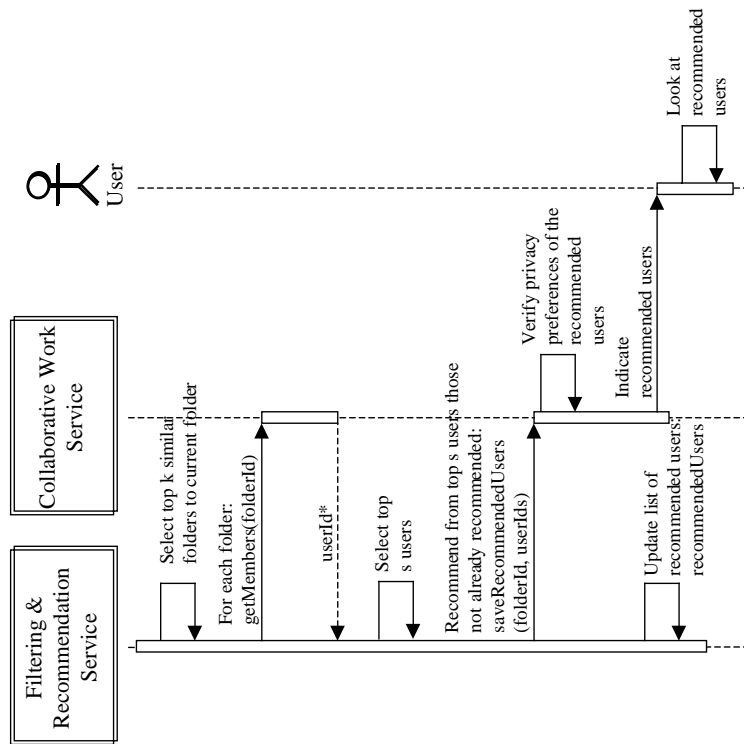 Filtering &
Recommendation
Service
Collaborative Work
Service
User
Select top k similar
folders to current folder
For each folder:
getMembers(folderId)
userId*
Select top
s users
Recommend from top s users those
not already recommended:
saveRecommendedUsers
(folderId, userIds)
Verify privacy
preferences of the
recommended
users
Update list of
recommended users:
recommendedUsers
Indicate
recommended users
Look at
recommended
users